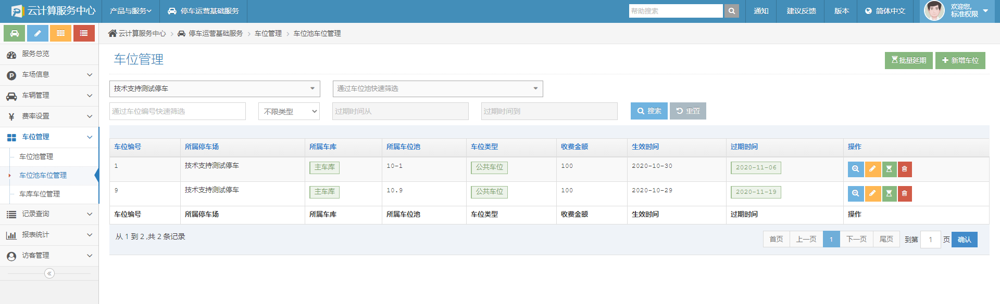 云计算服务中心 产品与服务 停车运营基础服务 帮助搜索 通知 建议反馈 版本 简体中文 欢迎您,
标准权限
云计算服务中心 停车运营基础服务 车位管理 车位池车位管理
服务总览
车场信息
车辆管理
费率设置
车位管理
车位池管理
车位池车位管理
车库车位管理
记录查询
报表统计
访客管理
车位管理
批量延期 新增车位
技术支持测试停车 通过车位池快速筛选
通过车位编号快速筛选 不限类型 过期时间从 过期时间到 搜索 重置
车位编号 所属停车场 所属车库 所属车位池 车位类型 收费金额 生效时间 过期时间 操作
1 技术支持测试停车 主车库 10-1 公共车位 100 2020-10-30 2020-11-06
9 技术支持测试停车 主车库 10.9 公共车位 100 2020-10-29 2020-11-19
车位编号 所属停车场 所属车库 所属车位池 车位类型 收费金额 生效时间 过期时间 操作
从 1 到 2 ,共 2 条记录
首页 上一页 1 下一页 尾页 到第 1 页 确认